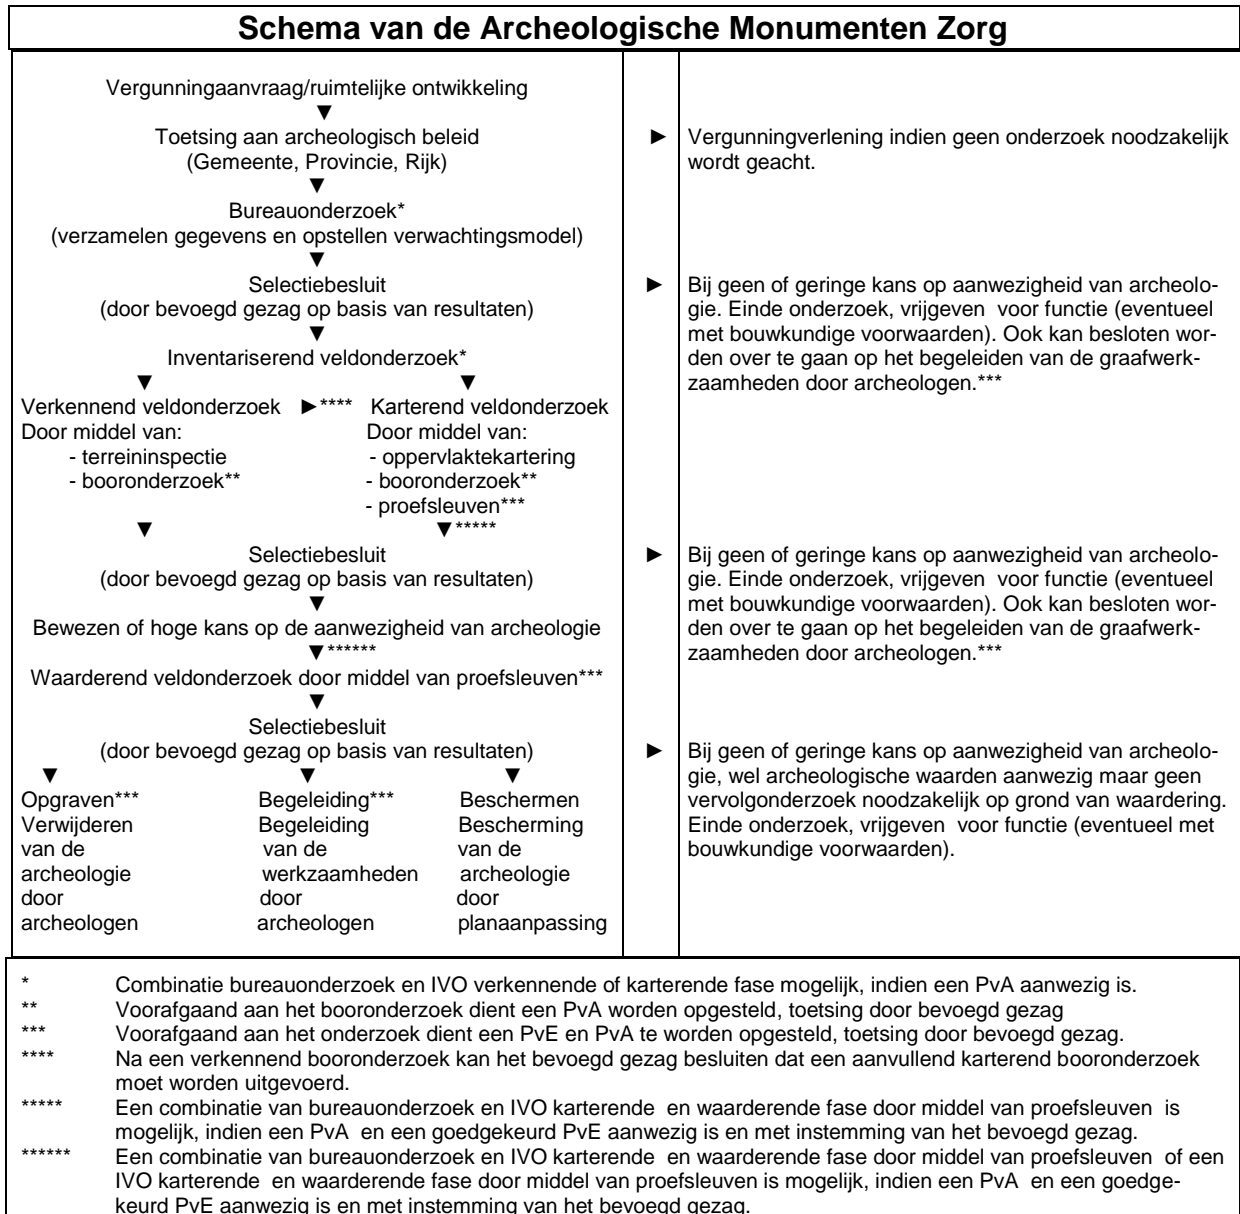 Schema van de Archeologische Monumenten Zorg
Vergunningaanvraag/ruimtelijke ontwikkeling
▼
Toetsing aan archeologisch beleid
(Gemeente, Provincie, Rijk)
► Vergunningverlening indien geen onderzoek noodzakelijk
wordt geacht.
▼
Bureauonderzoek*
(verzamelen gegevens en opstellen verwachtingsmodel)
▼
Selectiebesluit
(door bevoegd gezag op basis van resultaten)
► Bij geen of geringe kans op aanwezigheid van archeolo-
gie. Einde onderzoek, vrijgeven voor functie (eventueel
met bouwkundige voorwaarden). Ook kan besloten wor-
den over te gaan op het begeleiden van de graafwerk-
zaamheden door archeologen.***
▼
Inventariserend veldonderzoek*
▼ ▼
Verkennend veldonderzoek ►**** Karterend veldonderzoek
Door middel van: Door middel van:
- terreininspectie - oppervlaktekartering
- booronderzoek** - booronderzoek**
- proefsleuven***
▼ ▼*****
Selectiebesluit
(door bevoegd gezag op basis van resultaten)
► Bij geen of geringe kans op aanwezigheid van archeolo-
gie. Einde onderzoek, vrijgeven voor functie (eventueel
met bouwkundige voorwaarden). Ook kan besloten wor-
den over te gaan op het begeleiden van de graafwerk-
zaamheden door archeologen.***
▼
Bewezen of hoge kans op de aanwezigheid van archeologie
▼******
Waarderend veldonderzoek door middel van proefsleuven***
▼
Selectiebesluit
(door bevoegd gezag op basis van resultaten)
► Bij geen of geringe kans op aanwezigheid van archeolo-
gie, wel archeologische waarden aanwezig maar geen
vervolgonderzoek noodzakelijk op grond van waardering.
Einde onderzoek, vrijgeven voor functie (eventueel met
bouwkundige voorwaarden).
▼ ▼ ▼
Opgraven*** Begeleiding*** Beschermen
Verwijderen Begeleiding Bescherming
van de van de van de
archeologie werkzaamheden archeologie
door door door
archeologen archeologen planaanpassing
* Combinatie bureauonderzoek en IVO verkennende of karterende fase mogelijk, indien een PvA aanwezig is.
** Voorafgaand aan het booronderzoek dient een PvA worden opgesteld, toetsing door bevoegd gezag
*** Voorafgaand aan het onderzoek dient een PvE en PvA te worden opgesteld, toetsing door bevoegd gezag.
**** Na een verkennend booronderzoek kan het bevoegd gezag besluiten dat een aanvullend karterend booronderzoek
moet worden uitgevoerd.
***** Een combinatie van bureauonderzoek en IVO karterende en waarderende fase door middel van proefsleuven is
mogelijk, indien een PvA en een goedgekeurd PvE aanwezig is en met instemming van het bevoegd gezag.
****** Een combinatie van bureauonderzoek en IVO karterende en waarderende fase door middel van proefsleuven of een
IVO karterende en waarderende fase door middel van proefsleuven is mogelijk, indien een PvA en een goedge-
keurd PvE aanwezig is en met instemming van het bevoegd gezag.